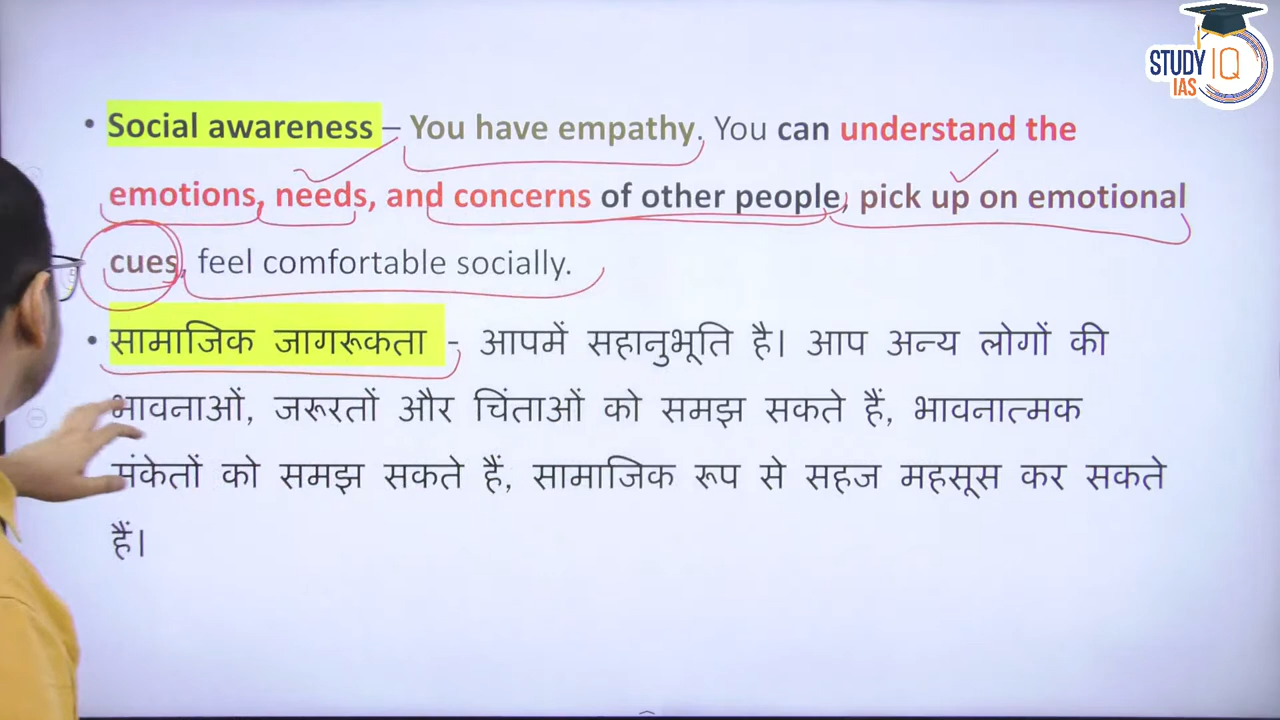 STUDY IQ
IAS
• Social awareness – You have empathy. You can understand the
emotions, needs, and concerns of other people, pick up on emotional
cues, feel comfortable socially.
• सामाजिक जागरूकता - आपमें सहानुभूति है। आप अन्य लोगों की
भावनाओं, जरूरतों और चिंताओं को समझ सकते हैं, भावनात्मक
संकेतों को समझ सकते हैं, सामाजिक रूप से सहज महसूस कर सकते
हैं।